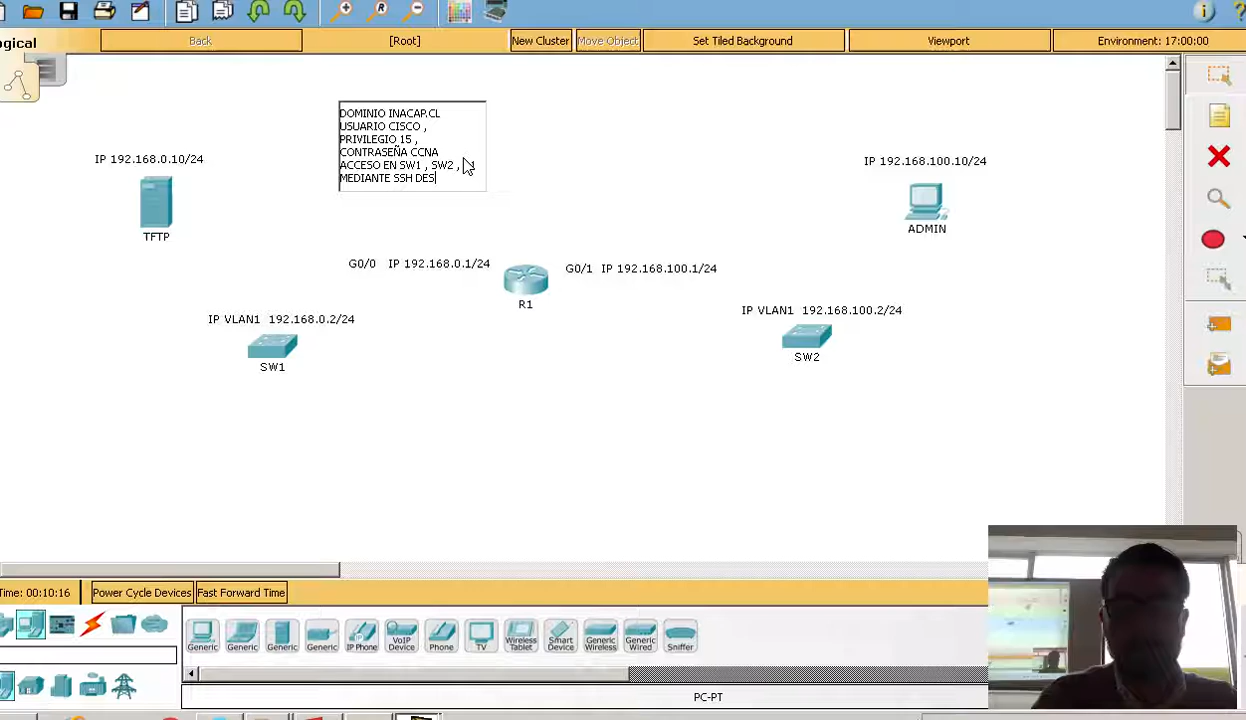 ogical
Back
[Root]
New Cluster
Move Object
Set Tiled Background
Viewport
Environment: 17:00:00
DOMINIO INACAP.CL
USUARIO CISCO ,
PRIVILEGIO 15 ,
CONTRASEÑA CCNA
ACCESO EN SW1 , SW2 ,
MEDIANTE SSH DES
IP 192.168.0.10/24
TFTP
IP 192.168.100.10/24
ADMIN
G0/0 IP 192.168.0.1/24
G0/1 IP 192.168.100.1/24
R1
IP VLAN1 192.168.0.2/24
SW1
IP VLAN1 192.168.100.2/24
SW2
Time: 00:10:16
Power Cycle Devices
Fast Forward Time
Generic
Generic
Generic
Generic
IP Phone
VoIP Device
Phone
TV
Wireless Tablet
Smart Device
Generic Wireless
Generic Wired
Sniffer
PC-PT